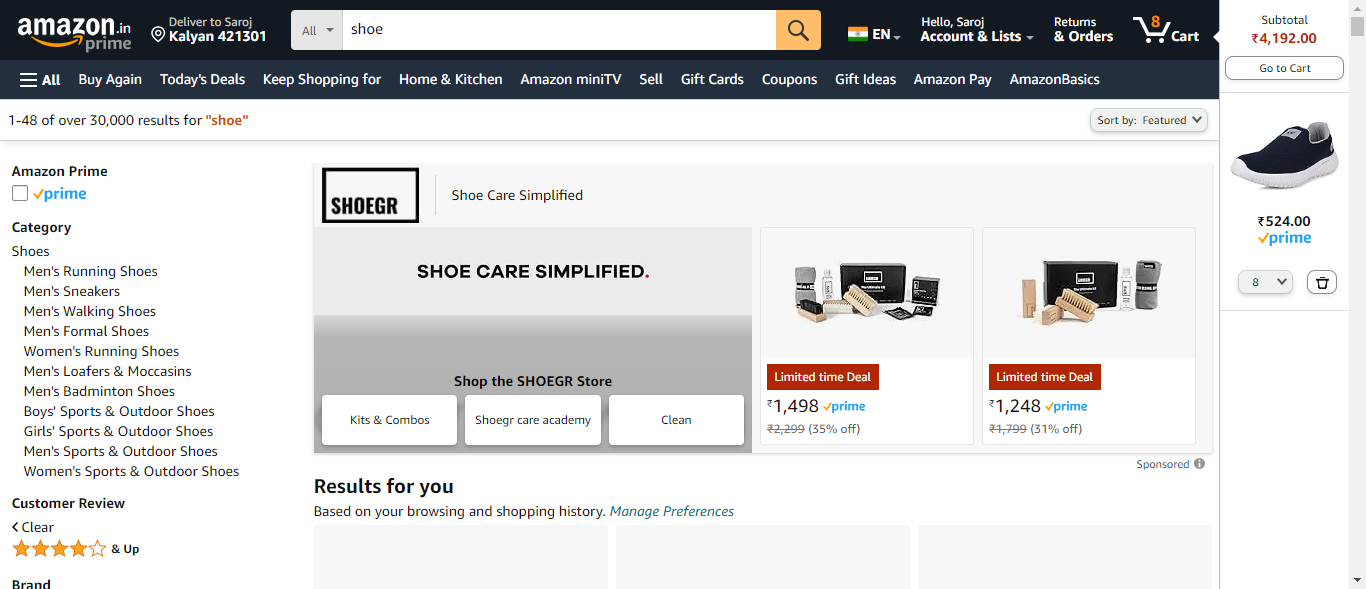 amazon.in
prime
Deliver to Saroj
Kalyan 421301
All
shoe
EN
Hello, Saroj
Account & Lists
Returns
& Orders
8
Cart
Subtotal
₹4,192.00
Go to Cart
All
Buy Again
Today's Deals
Keep Shopping for
Home & Kitchen
Amazon miniTV
Sell
Gift Cards
Coupons
Gift Ideas
Amazon Pay
AmazonBasics
1-48 of over 30,000 results for "shoe"
Sort by: Featured
Amazon Prime
prime
Category
Shoes
Men's Running Shoes
Men's Sneakers
Men's Walking Shoes
Men's Formal Shoes
Women's Running Shoes
Men's Loafers & Moccasins
Men's Badminton Shoes
Boys' Sports & Outdoor Shoes
Girls' Sports & Outdoor Shoes
Men's Sports & Outdoor Shoes
Women's Sports & Outdoor Shoes
Customer Review
Clear
& Up
Brand
SHOEGR
Shoe Care Simplified
SHOE CARE SIMPLIFIED.
Shop the SHOEGR Store
Kits & Combos
Shoegr care academy
Clean
Limited time Deal
₹1,498 prime
₹2,299 (35% off)
Limited time Deal
₹1,248 prime
₹1,799 (31% off)
Sponsored
Results for you
Based on your browsing and shopping history. Manage Preferences
₹524.00
prime
8